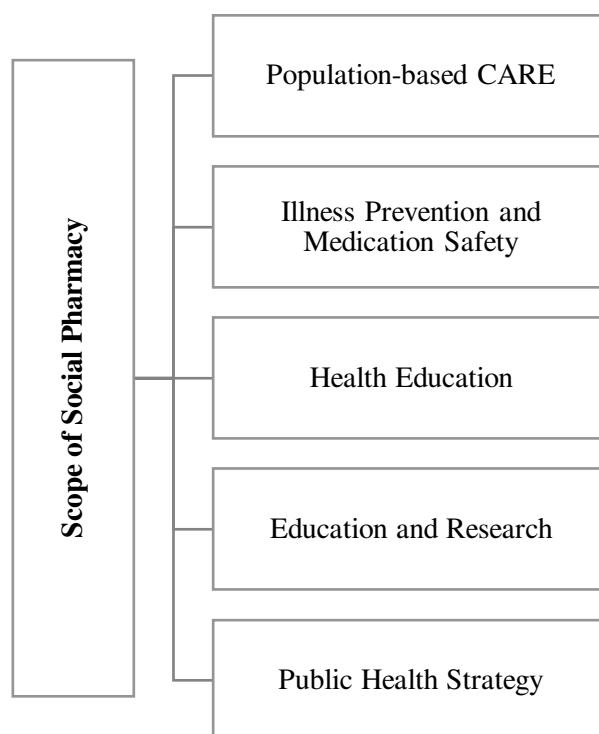 Scope of Social Pharmacy
Population-based CARE
Illness Prevention and
Medication Safety
Health Education
Education and Research
Public Health Strategy